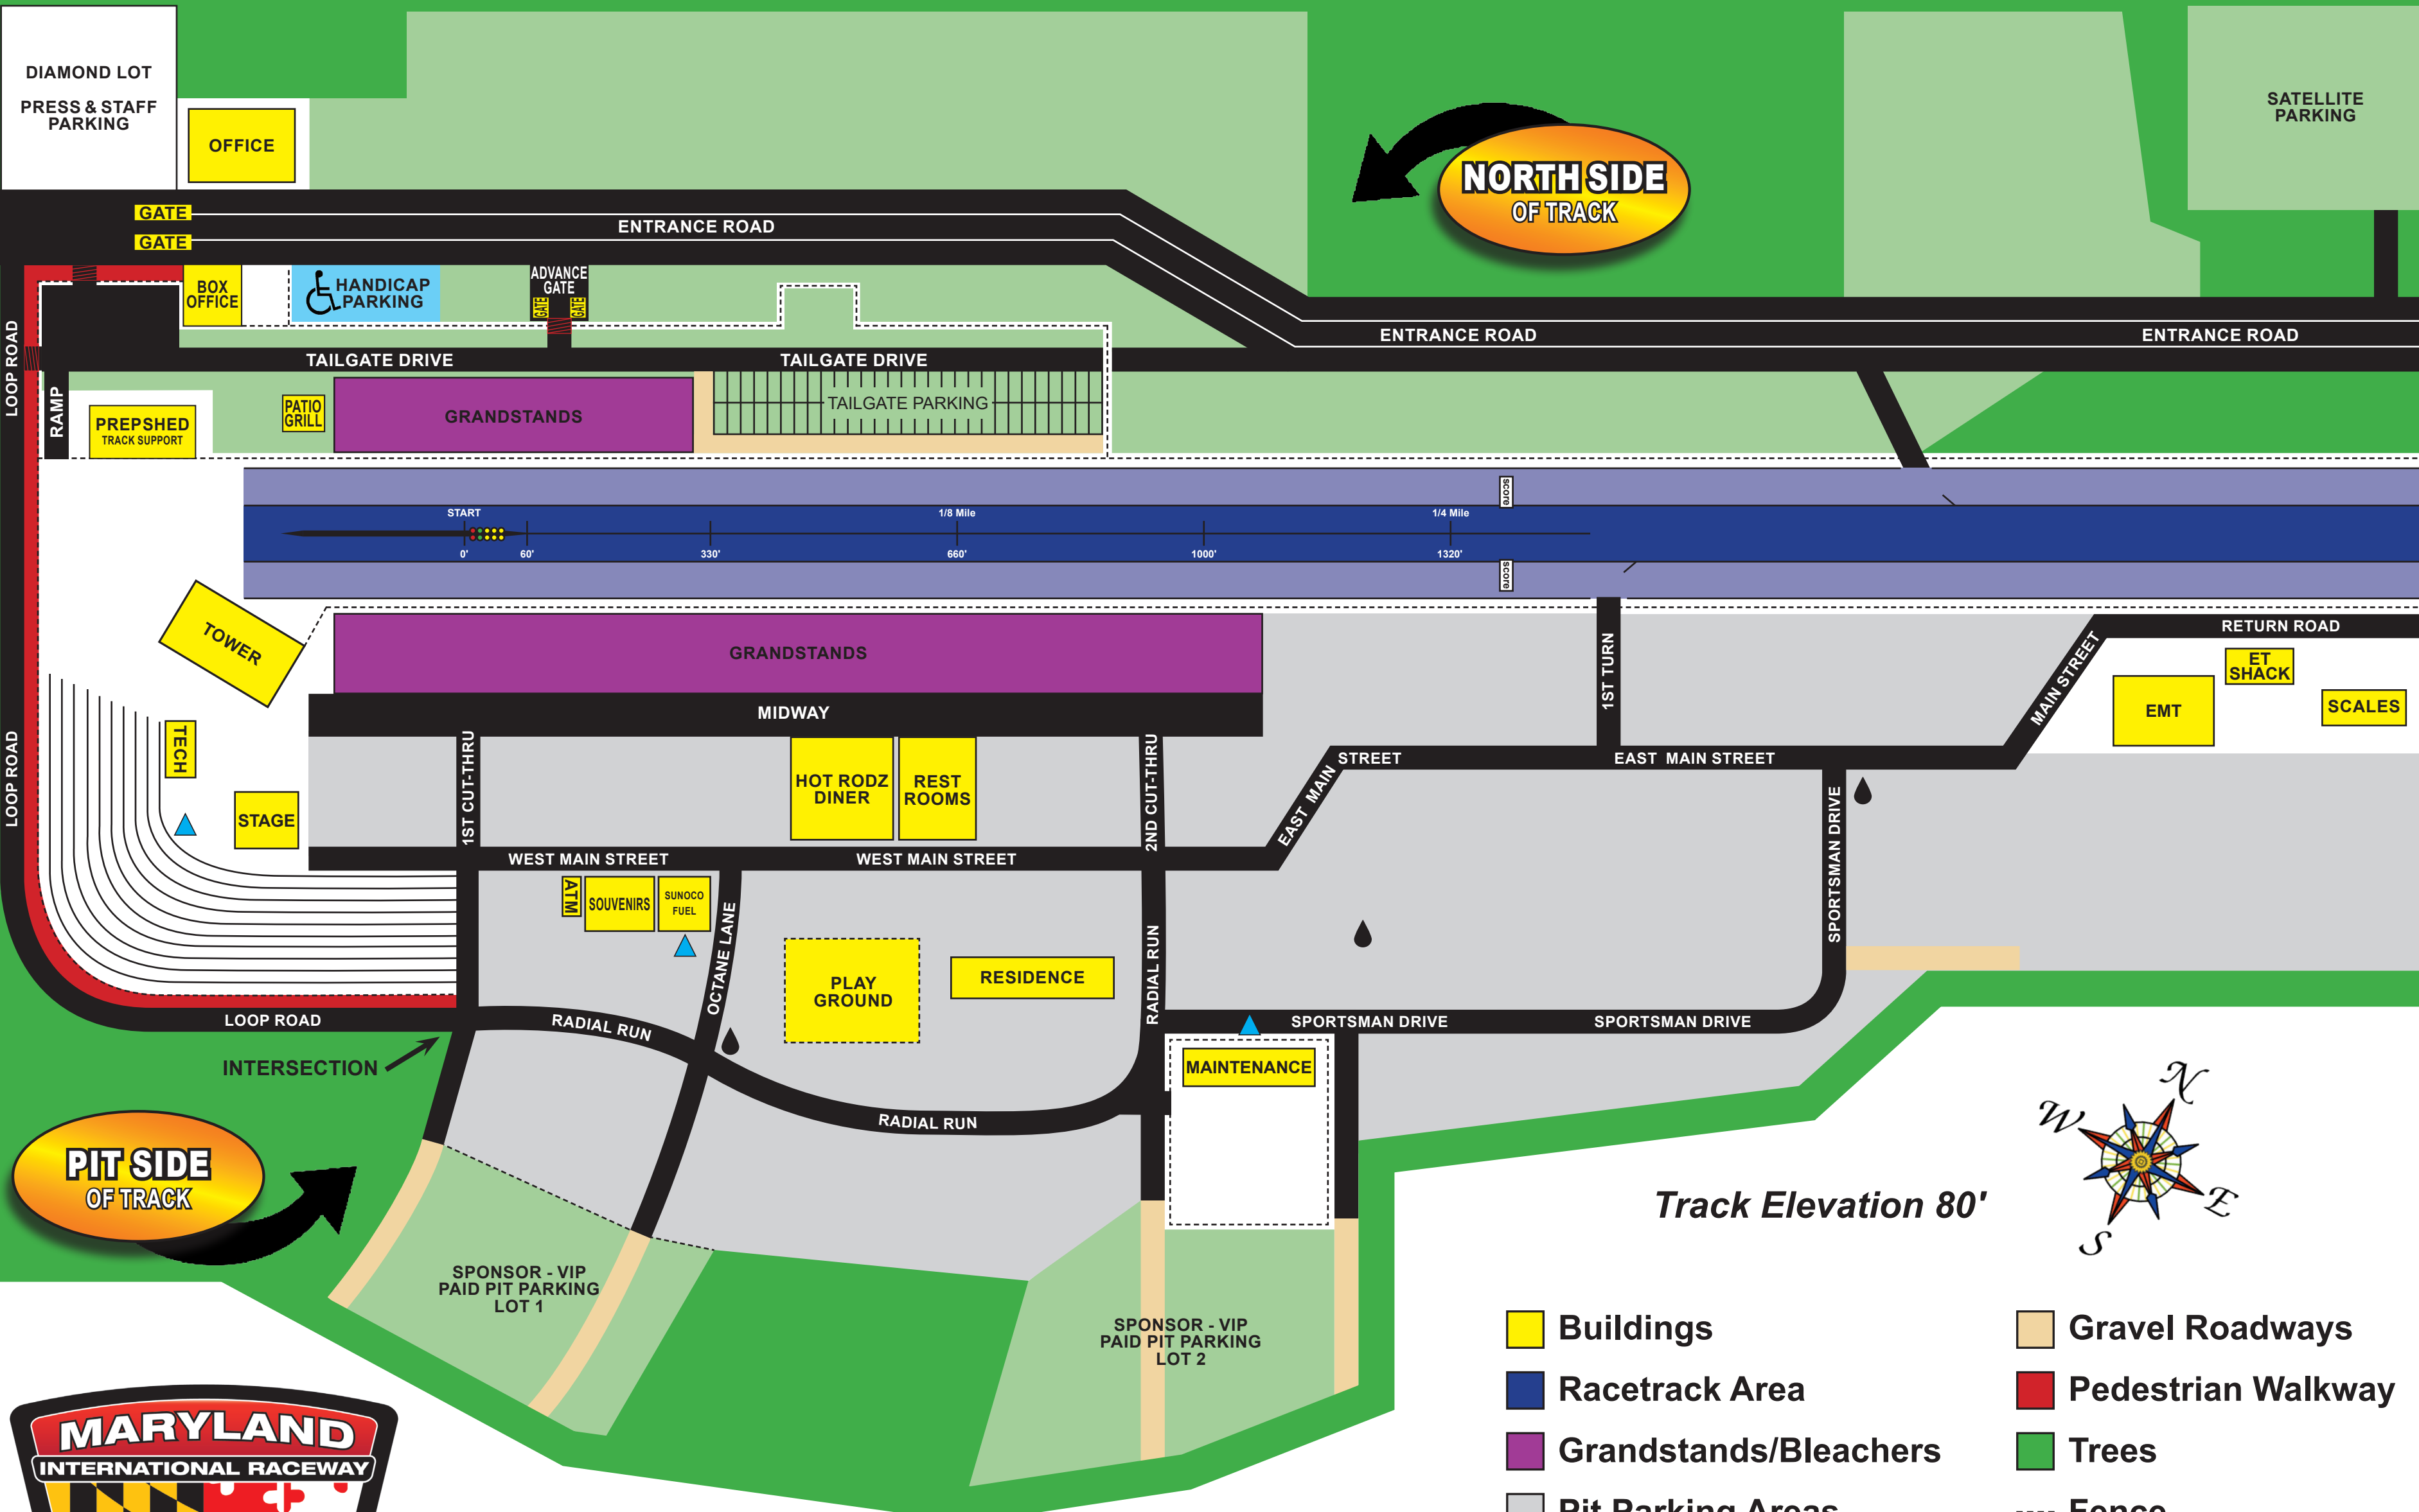 DIAMOND LOT
PRESS & STAFF
PARKING
OFFICE
SATELLITE
PARKING
NORTH SIDE
OF TRACK
GATE
GATE
ENTRANCE ROAD
ENTRANCE ROAD
ENTRANCE ROAD
BOX
OFFICE
HANDICAP
PARKING
ADVANCE
GATE
GATE
GATE
LOOP ROAD
TAILGATE DRIVE
TAILGATE DRIVE
RAMP
PREPSHED
TRACK SUPPORT
PATIO
GRILL
GRANDSTANDS
TAILGATE PARKING
START
1/8 Mile
1/4 Mile
score
0'
60'
330'
660'
1000'
1320'
score
TOWER
GRANDSTANDS
MIDWAY
1ST TURN
MAIN STREET
RETURN ROAD
ET
SHACK
EMT
SCALES
LOOP ROAD
TECH
STAGE
1ST CUT-THRU
HOT RODZ
DINER
REST
ROOMS
2ND CUT-THRU
EAST MAIN
STREET
EAST MAIN STREET
WEST MAIN STREET
WEST MAIN STREET
ATM
SOUVENIRS
SUNOCO
FUEL
OCTANE LANE
PLAY
GROUND
RESIDENCE
RADIAL RUN
SPORTSMAN DRIVE
LOOP ROAD
RADIAL RUN
SPORTSMAN DRIVE
SPORTSMAN DRIVE
INTERSECTION
MAINTENANCE
RADIAL RUN
PIT SIDE
OF TRACK
N
W
E
S
Track Elevation 80'
SPONSOR - VIP
PAID PIT PARKING
LOT 1
SPONSOR - VIP
PAID PIT PARKING
LOT 2
Buildings
Gravel Roadways
Racetrack Area
Pedestrian Walkway
Grandstands/Bleachers
Trees
Pit Parking Areas
Fence
MARYLAND
INTERNATIONAL RACEWAY